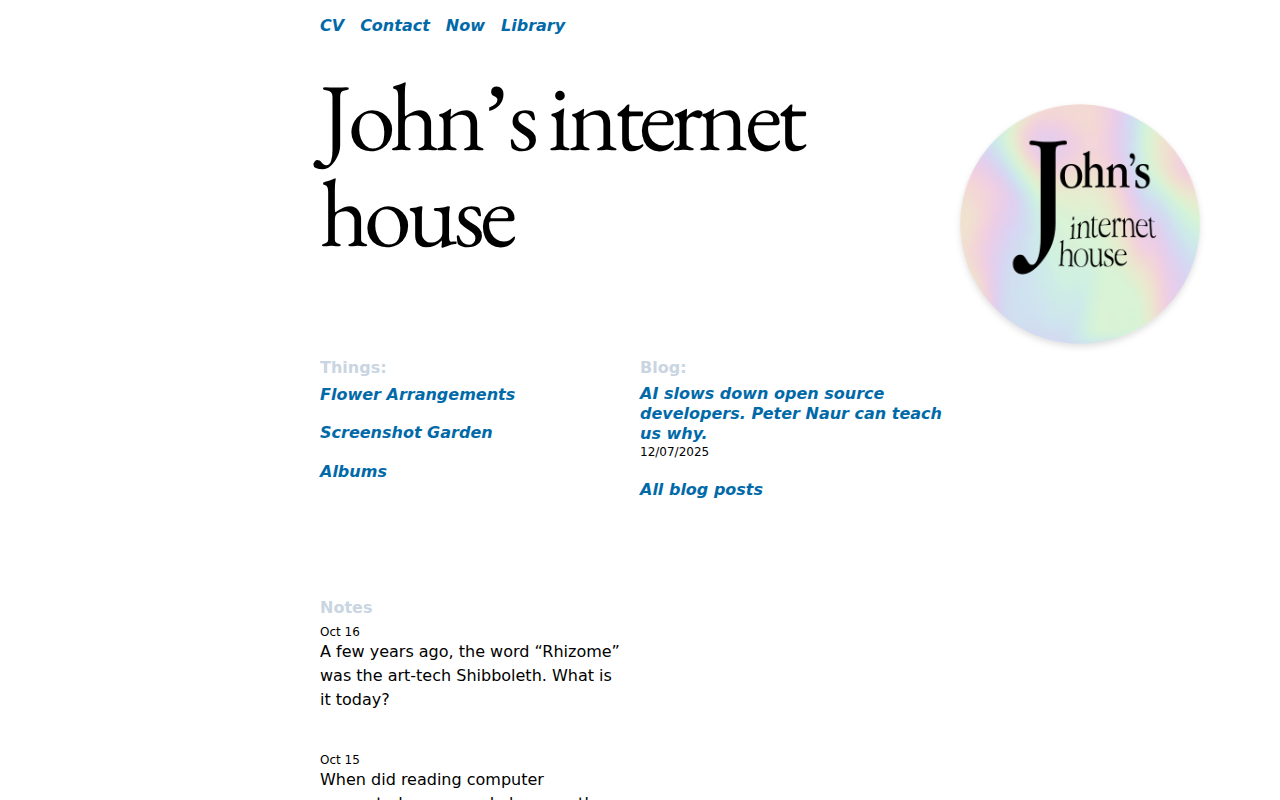 CV Contact Now Library
John’s internet
house
John’s
internet
house
Things:
Flower Arrangements
Screenshot Garden
Albums
Blog:
AI slows down open source
developers. Peter Naur can teach
us why.
12/07/2025
All blog posts
Notes
Oct 16
A few years ago, the word “Rhizome”
was the art-tech Shibboleth. What is
it today?
Oct 15
When did reading computer